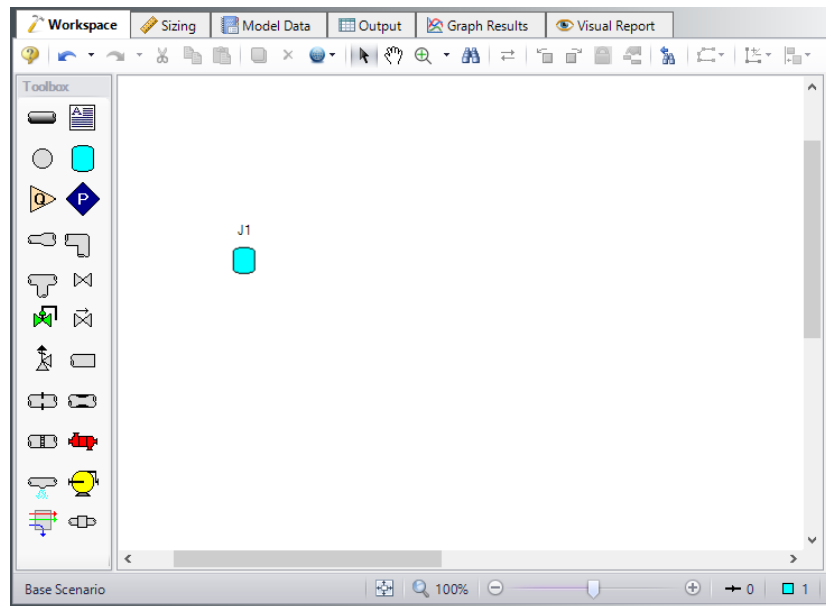 Workspace Sizing Model Data Output Graph Results Visual Report
Toolbox
A
Q P
J1
Base Scenario 100% 0 1